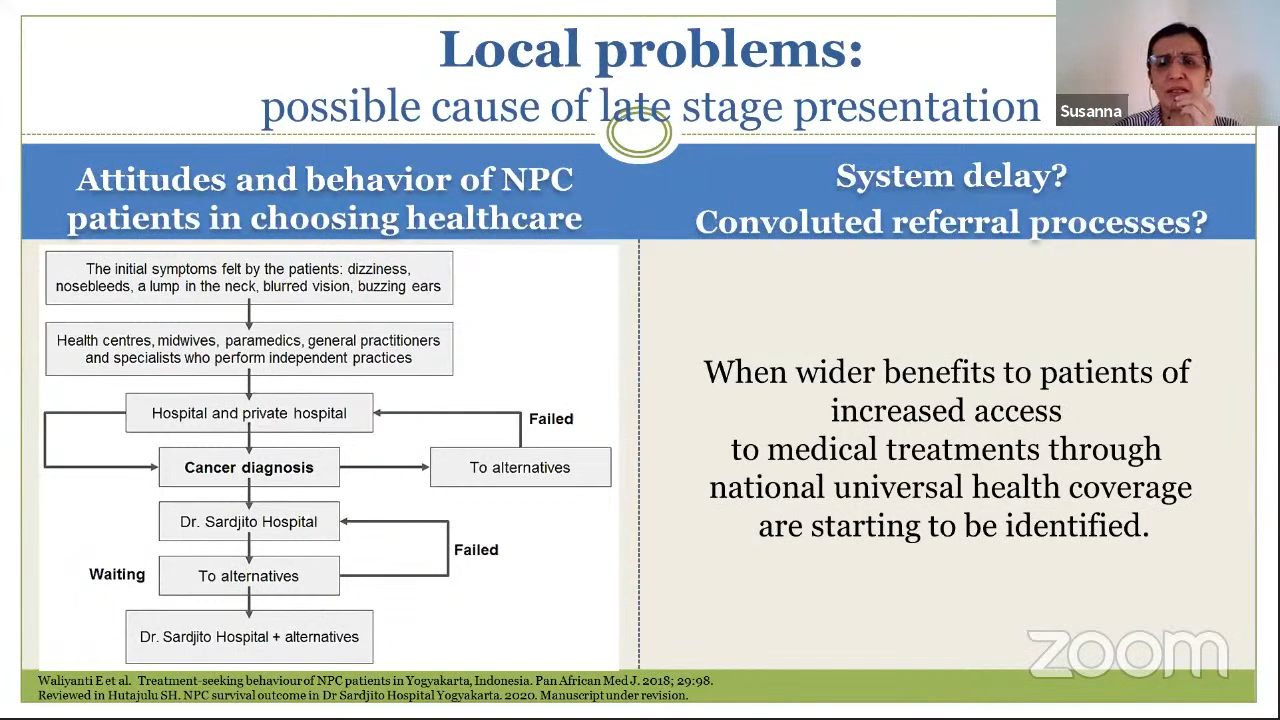 Local problems:
possible cause of late stage presentation
Susanna
Attitudes and behavior of NPC
patients in choosing healthcare
System delay?
Convoluted referral processes?
The initial symptoms felt by the patients: dizziness,
nosebleeds, a lump in the neck, blurred vision, buzzing ears
Health centres, midwives, paramedics, general practitioners
and specialists who perform independent practices
Hospital and private hospital
Failed
Cancer diagnosis
To alternatives
Dr. Sardjito Hospital
Failed
Waiting
To alternatives
Dr. Sardjito Hospital + alternatives
When wider benefits to patients of
increased access
to medical treatments through
national universal health coverage
are starting to be identified.
zoom
Waliyanti E et al. Treatment-seeking behaviour of NPC patients in Yogyakarta, Indonesia. Pan African Med J. 2018; 29:98.
Reviewed in Hutajulu SH. NPC survival outcome in Dr Sardjito Hospital Yogyakarta. 2020. Manuscript under revision.